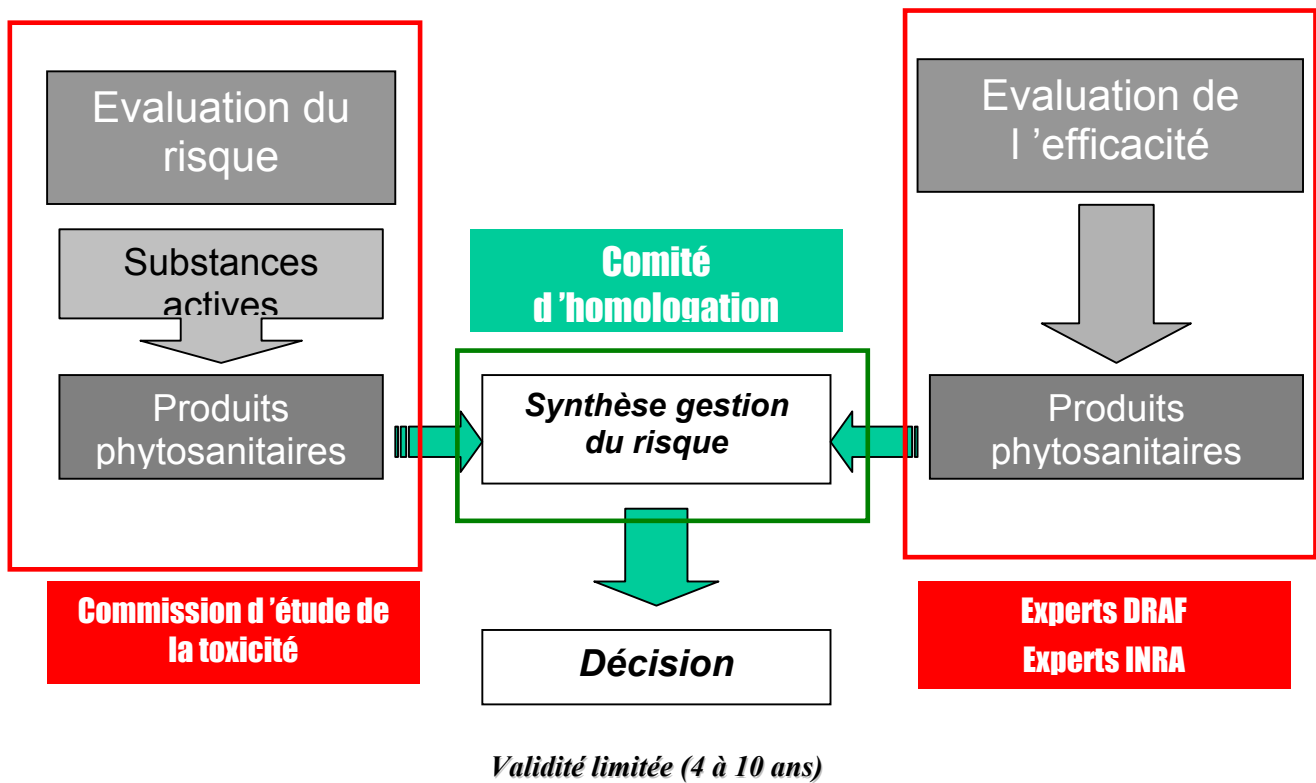 Evaluation du
risque
Substances
actives
Produits
phytosanitaires
Commission d ’étude de
la toxicité
Comité
d ’homologation
Synthèse gestion
du risque
Décision
Validité limitée (4 à 10 ans)
Evaluation de
l ’efficacité
Produits
phytosanitaires
Experts DRAF
Experts INRA